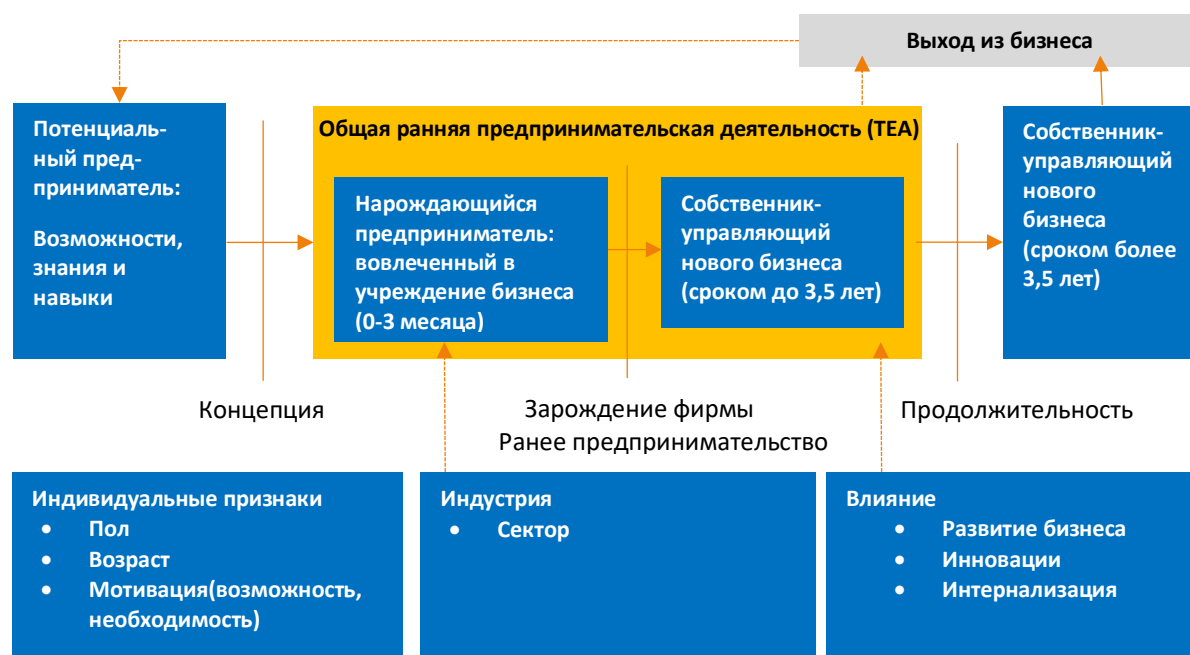 Выход из бизнеса
Потенциаль-
ный пред-
приниматель:
Возможности,
знания и
навыки
Общая ранняя предпринимательская деятельность (TEA)
Нарождающийся
предприниматель:
вовлеченный в
учреждение бизнеса
(0-3 месяца)
Собственник-
управляющий
нового бизнеса
(сроком до 3,5 лет)
Собственник-
управляющий
нового
бизнеса
(сроком более
3,5 лет)
Концепция
Зарождение фирмы
Ранее предпринимательство
Продолжительность
Индивидуальные признаки
• Пол
• Возраст
• Мотивация(возможность,
необходимость)
Индустрия
• Сектор
Влияние
• Развитие бизнеса
• Инновации
• Интернализация